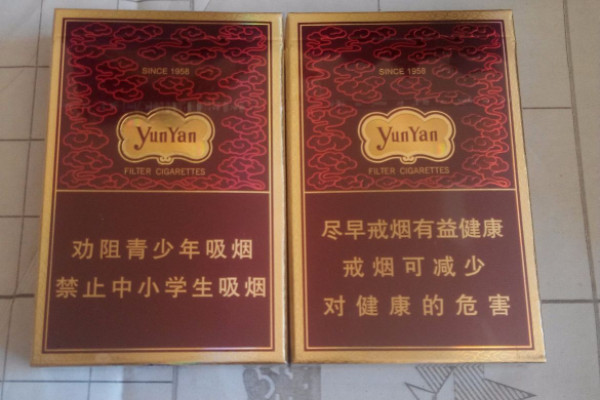 SINCE 1958
YunYan
FILTER CIGARETTES
劝阻青少年吸烟
禁止中小学生吸烟
SINCE 1958
YunYan
FILTER CIGARETTES
尽早戒烟有益健康
戒烟可减少
对健康的危害